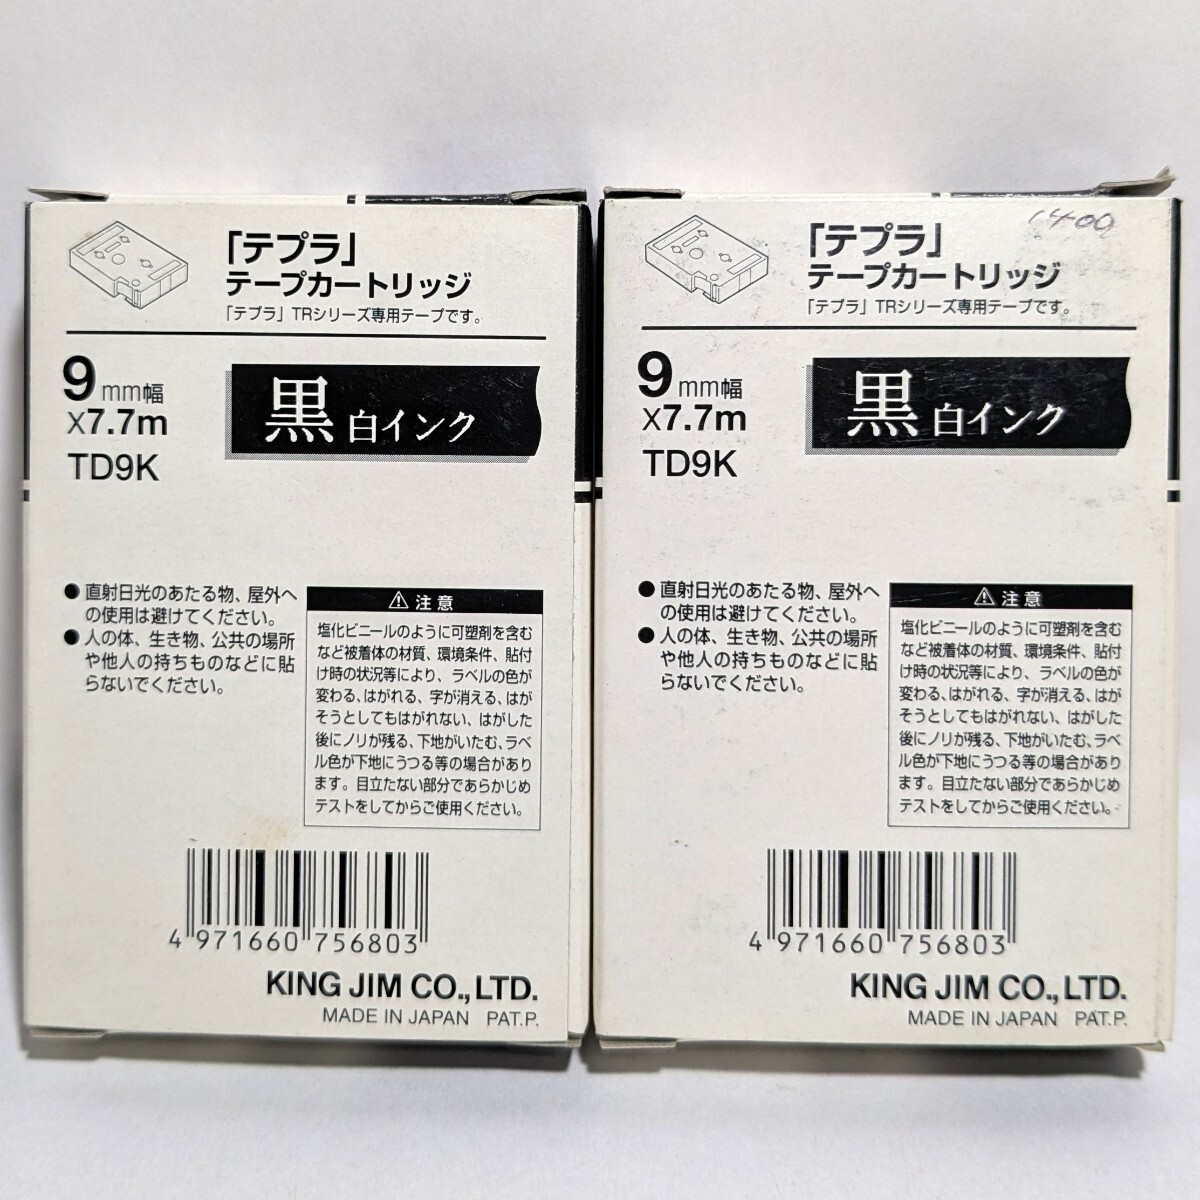 「テプラ」
テープカートリッジ
「テプラ」TRシリーズ専用テープです。
9mm幅
X7.7m
TD9K
黒 白インク
●直射日光のあたる物、屋外へ
の使用は避けてください。
●人の体、生き物、公共の場所
や他人の持ちものなどに貼
らないでください。
⚠注意
塩化ビニールのように可塑剤を含む
など被着体の材質、環境条件、貼付
け時の状況等により、ラベルの色が
変わる、はがれる、字が消える、はが
そうとしてもはがれない、はがした
後にノリが残る、下地がいたむ、ラベ
ル色が下地にうつる等の場合があり
ます。目立たない部分であらかじめ
テストをしてからご使用ください。
4 971660 756803
KING JIM CO.,LTD.
MADE IN JAPAN PAT.P.
「テプラ」
テープカートリッジ
「テプラ」TRシリーズ専用テープです。
9mm幅
X7.7m
TD9K
黒 白インク
●直射日光のあたる物、屋外へ
の使用は避けてください。
●人の体、生き物、公共の場所
や他人の持ちものなどに貼
らないでください。
⚠注意
塩化ビニールのように可塑剤を含む
など被着体の材質、環境条件、貼付
け時の状況等により、ラベルの色が
変わる、はがれる、字が消える、はが
そうとしてもはがれない、はがした
後にノリが残る、下地がいたむ、ラベ
ル色が下地にうつる等の場合があり
ます。目立たない部分であらかじめ
テストをしてからご使用ください。
4 971660 756803
KING JIM CO.,LTD.
MADE IN JAPAN PAT.P.